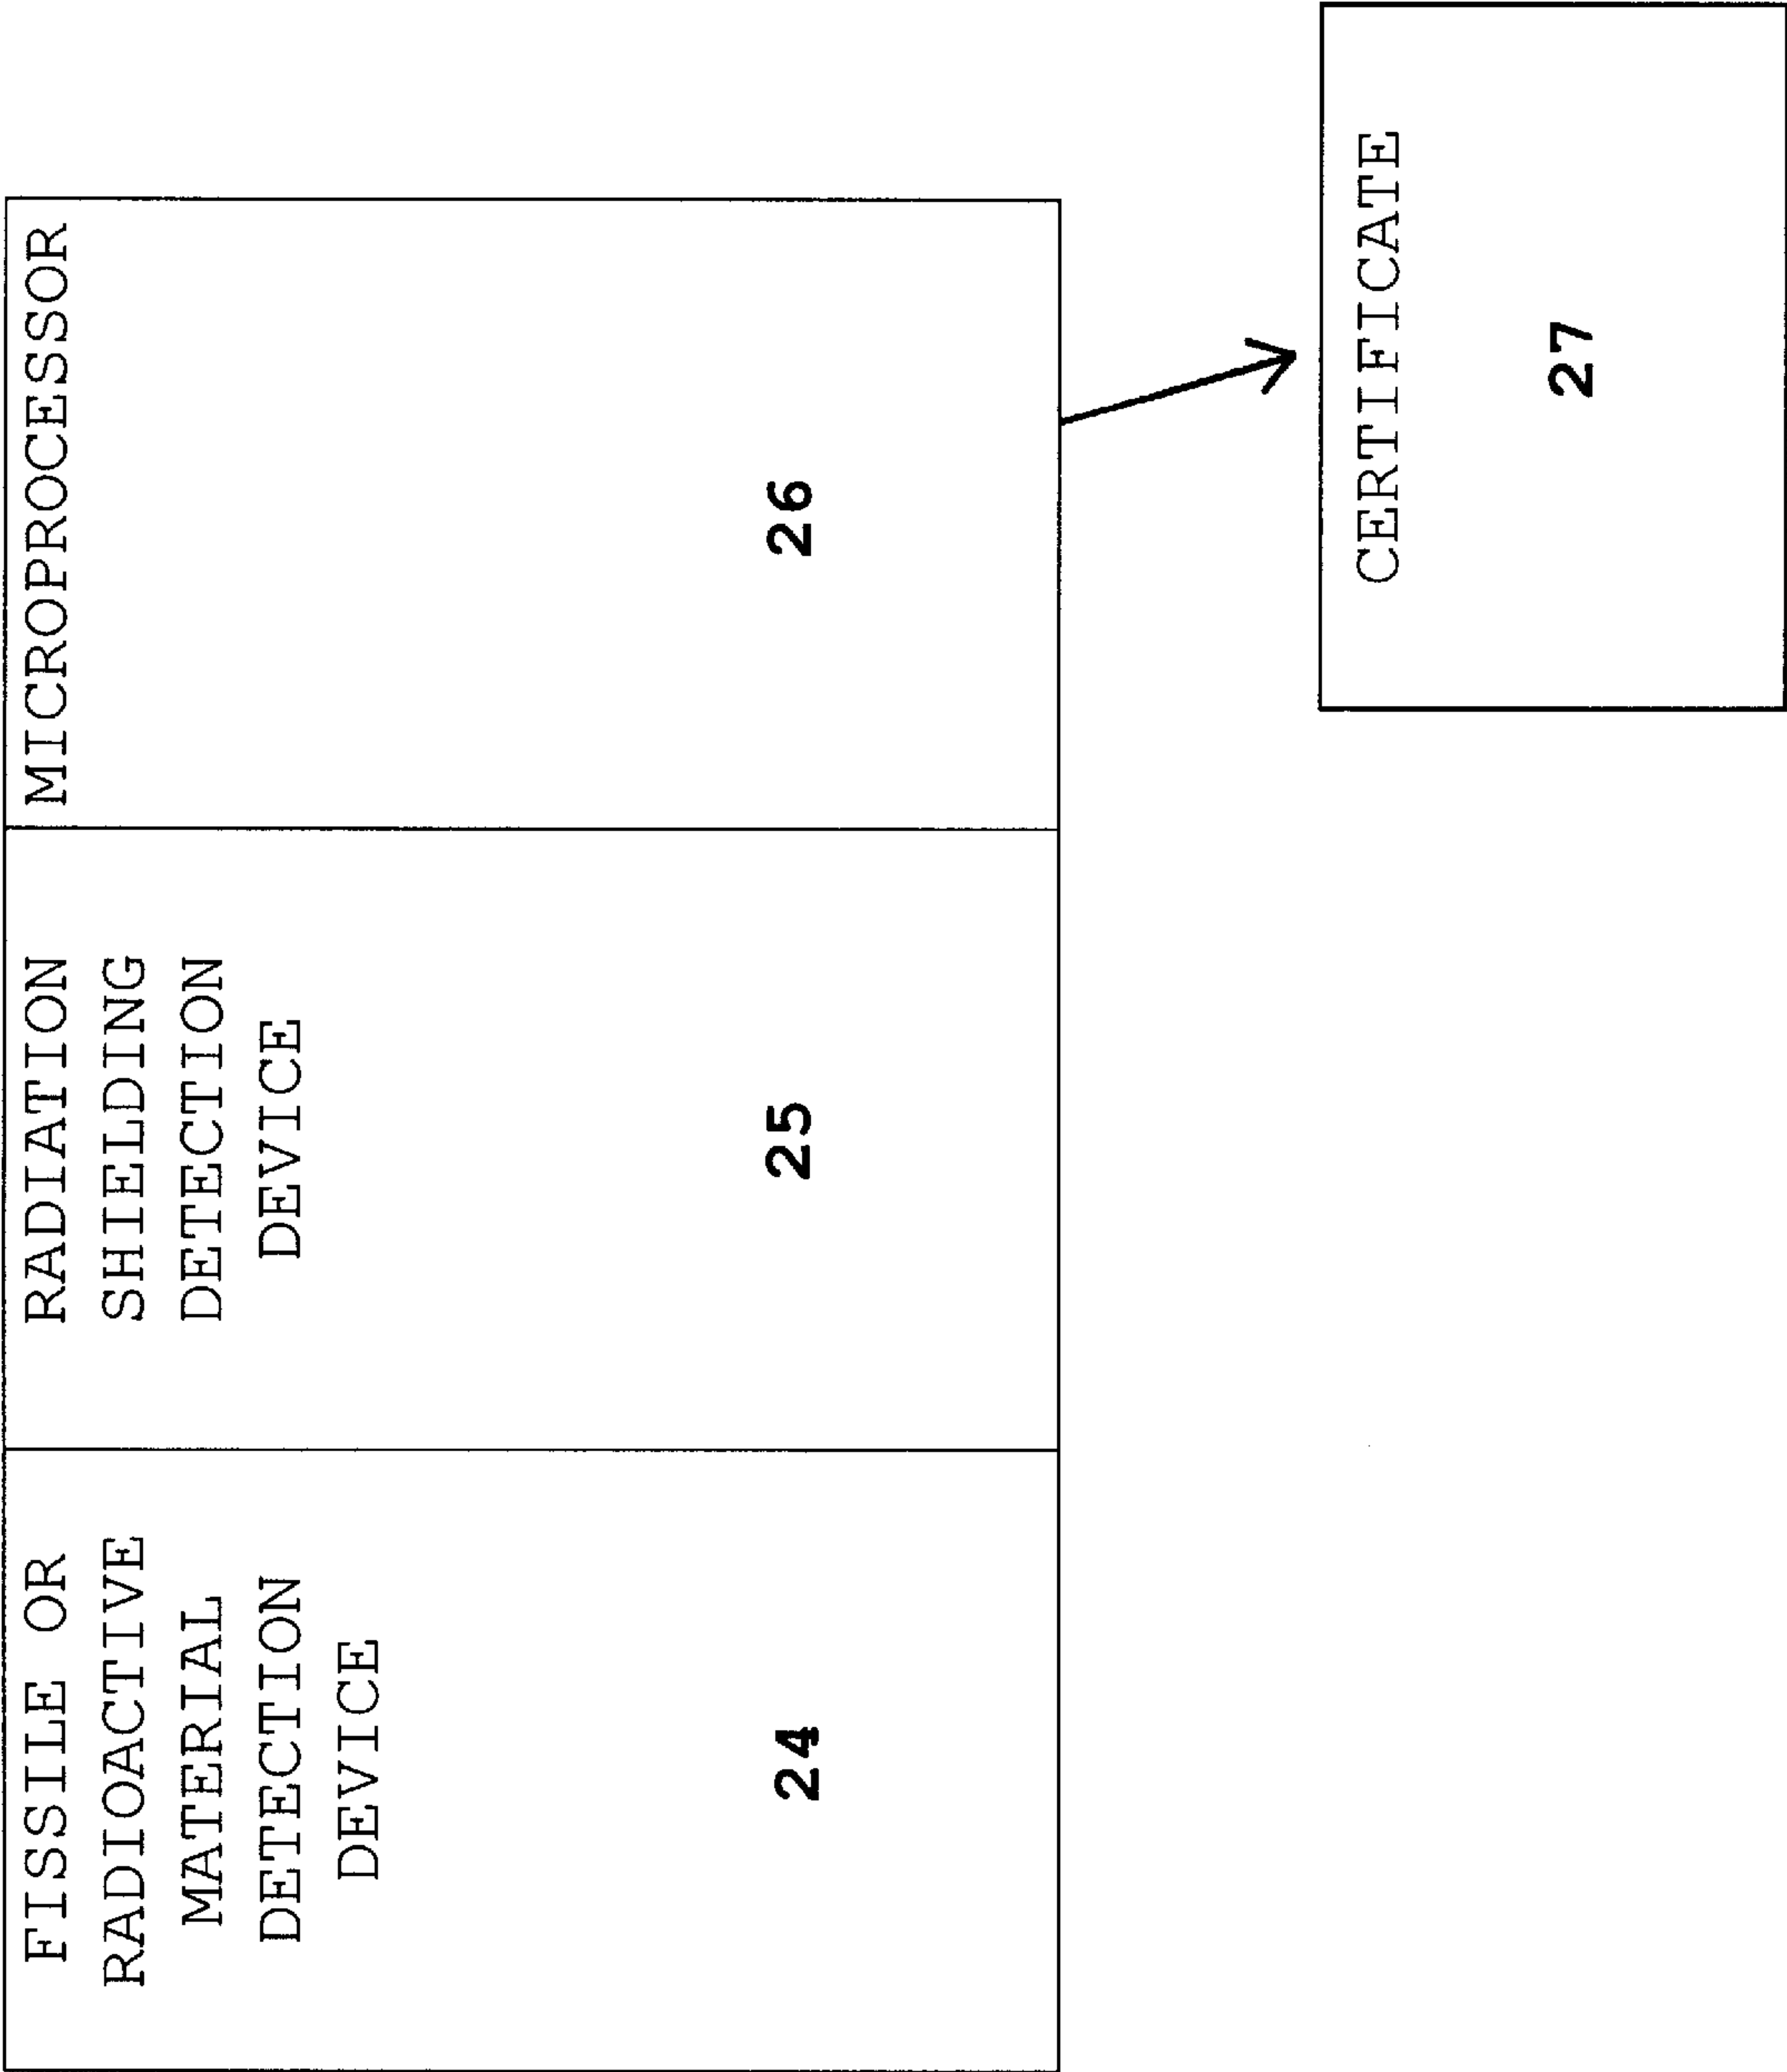 FISSILE OR
RADIOACTIVE
MATERIAL
DETECTION
DEVICE
24
RADIATION
SHIELDING
DETECTION
DEVICE
25
MICROPROCESSOR
26
CERTIFICATE
27